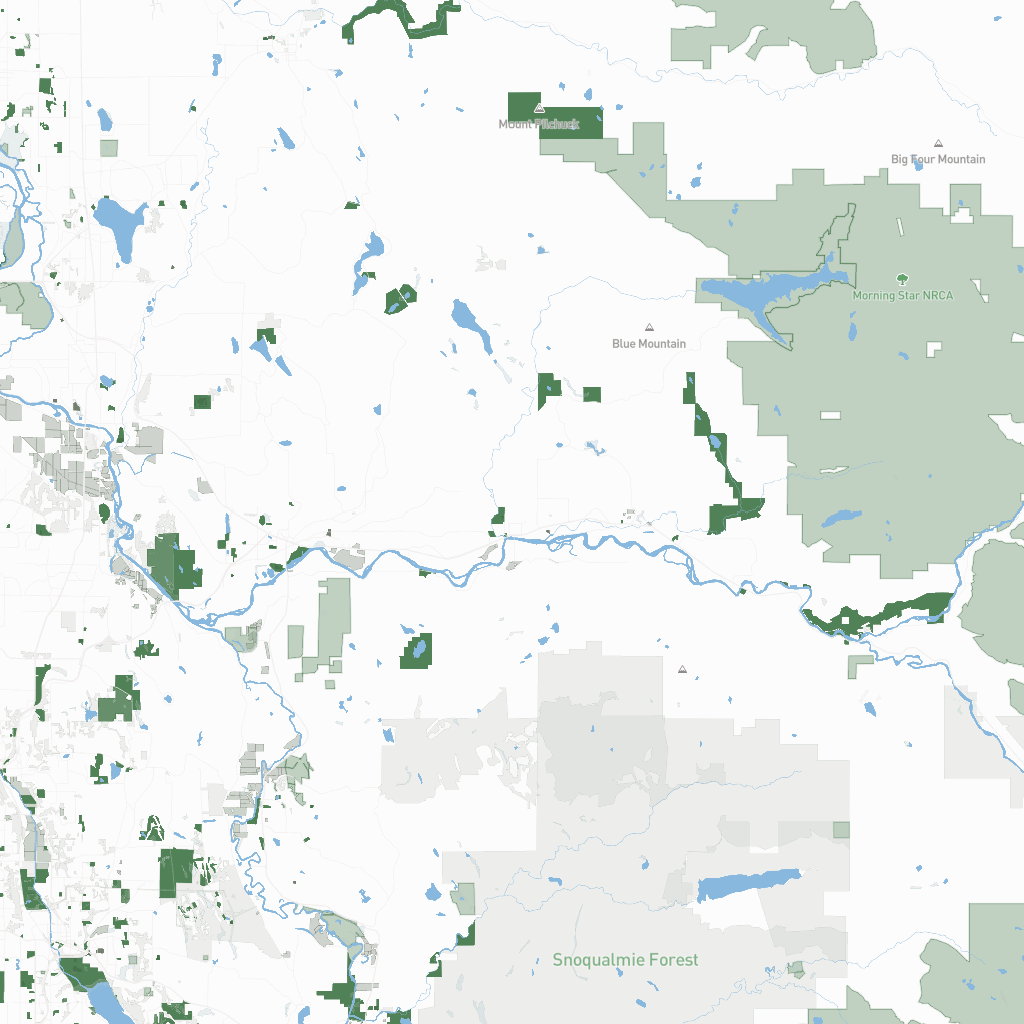 Mount Pilchuck
Big Four Mountain
Morning Star NRCA
Blue Mountain
Snoqualmie Forest